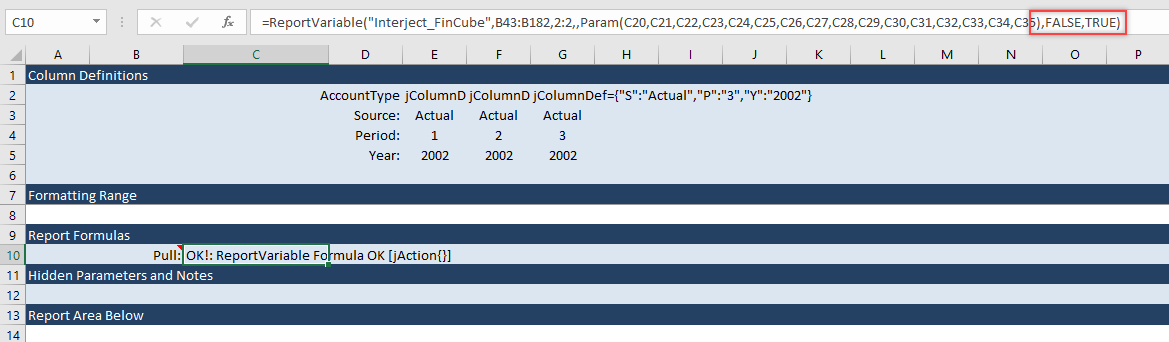 C10 fx =ReportVariable("Interject_FinCube",B43:B182,2:2,,Param(C20,C21,C22,C23,C24,C25,C26,C27,C28,C29,C30,C31,C32,C33,C34,C35),FALSE,TRUE)
A B C D E F G H I J K L M N O P
1 Column Definitions
2 AccountType jColumnD jColumnD jColumnDef={"S":"Actual","P":"3","Y":"2002"}
3 Source: Actual Actual Actual
4 Period: 1 2 3
5 Year: 2002 2002 2002
6
7 Formatting Range
8
9 Report Formulas
10 Pull: OK!: ReportVariable Formula OK [jAction{}]
11 Hidden Parameters and Notes
12
13 Report Area Below
14